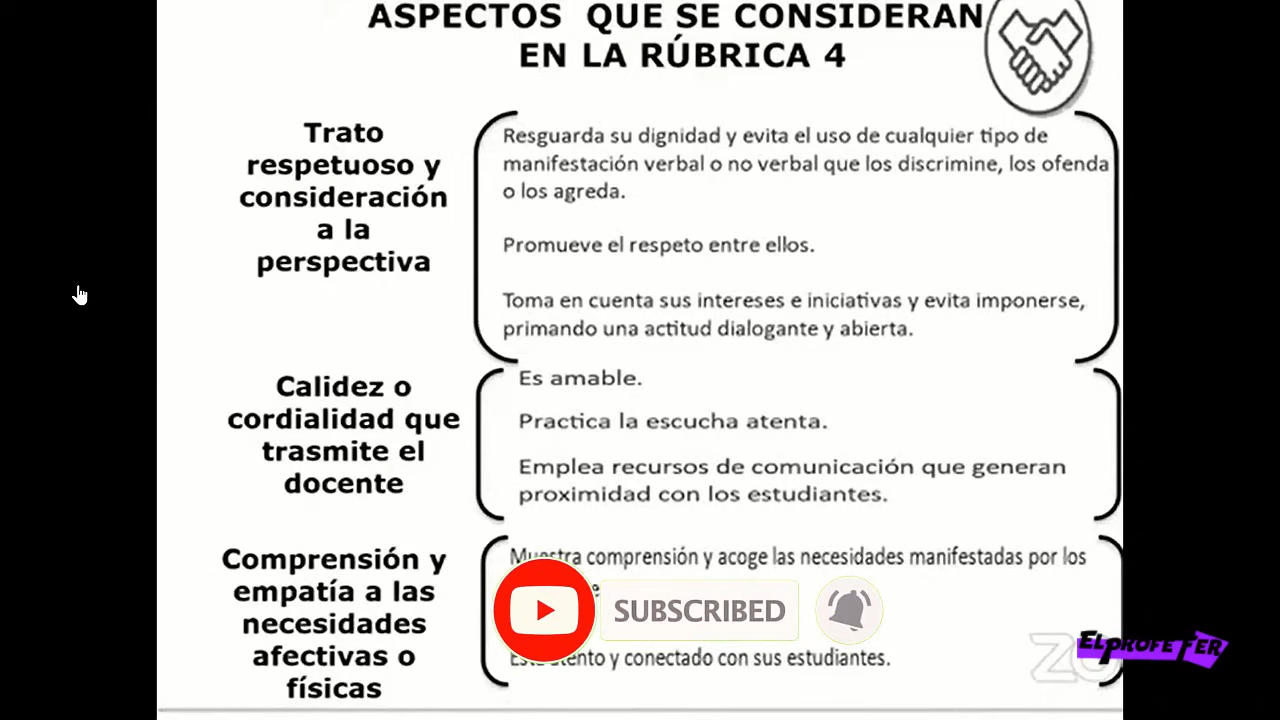 ASPECTOS QUE SE CONSIDERAN
EN LA RÚBRICA 4
Trato
respetuoso y
consideración
a la
perspectiva
Resguarda su dignidad y evita el uso de cualquier tipo de
manifestación verbal o no verbal que los discrimine, los ofenda
o los agreda.
Promueve el respeto entre ellos.
Toma en cuenta sus intereses e iniciativas y evita imponerse,
primando una actitud dialogante y abierta.
Calidez o
cordialidad que
trasmite el
docente
Es amable.
Practica la escucha atenta.
Emplea recursos de comunicación que generan
proximidad con los estudiantes.
Comprensión y
empatía a las
necesidades
afectivas o
físicas
Muestra comprensión y acoge las necesidades manifestadas por los
SUBSCRIBED
Está atento y conectado con sus estudiantes.
EL PROFE FER